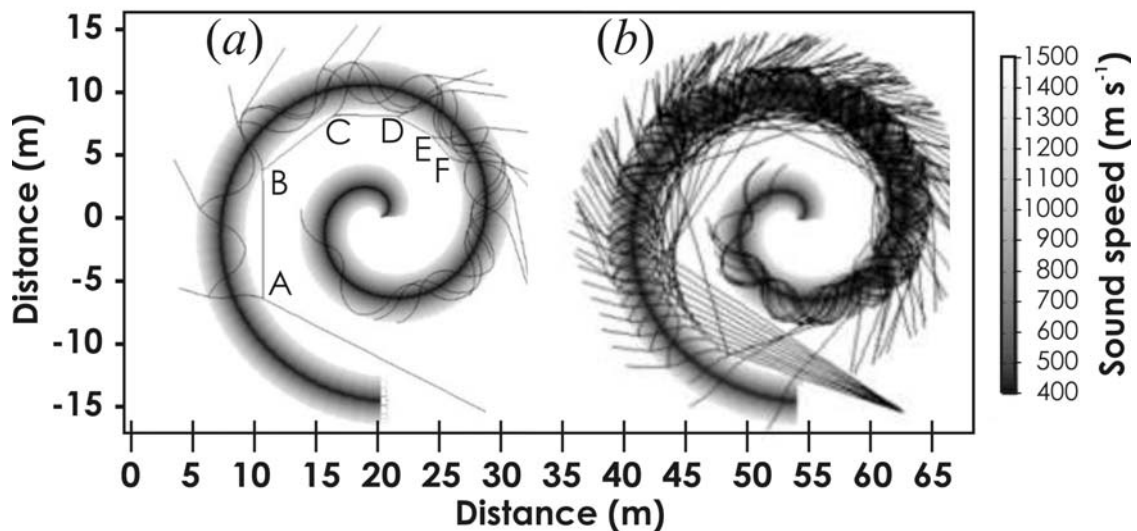 (a)
(b)
15
10
5
0
-5
-10
-15
Distance (m)
A
B
C
D
E
F
0 5 10 15 20 25 30 35 40 45 50 55 60 65
Distance (m)
1500
1400
1300
1200
1100
1000
900
800
700
600
500
400
Sound speed (m s⁻¹)